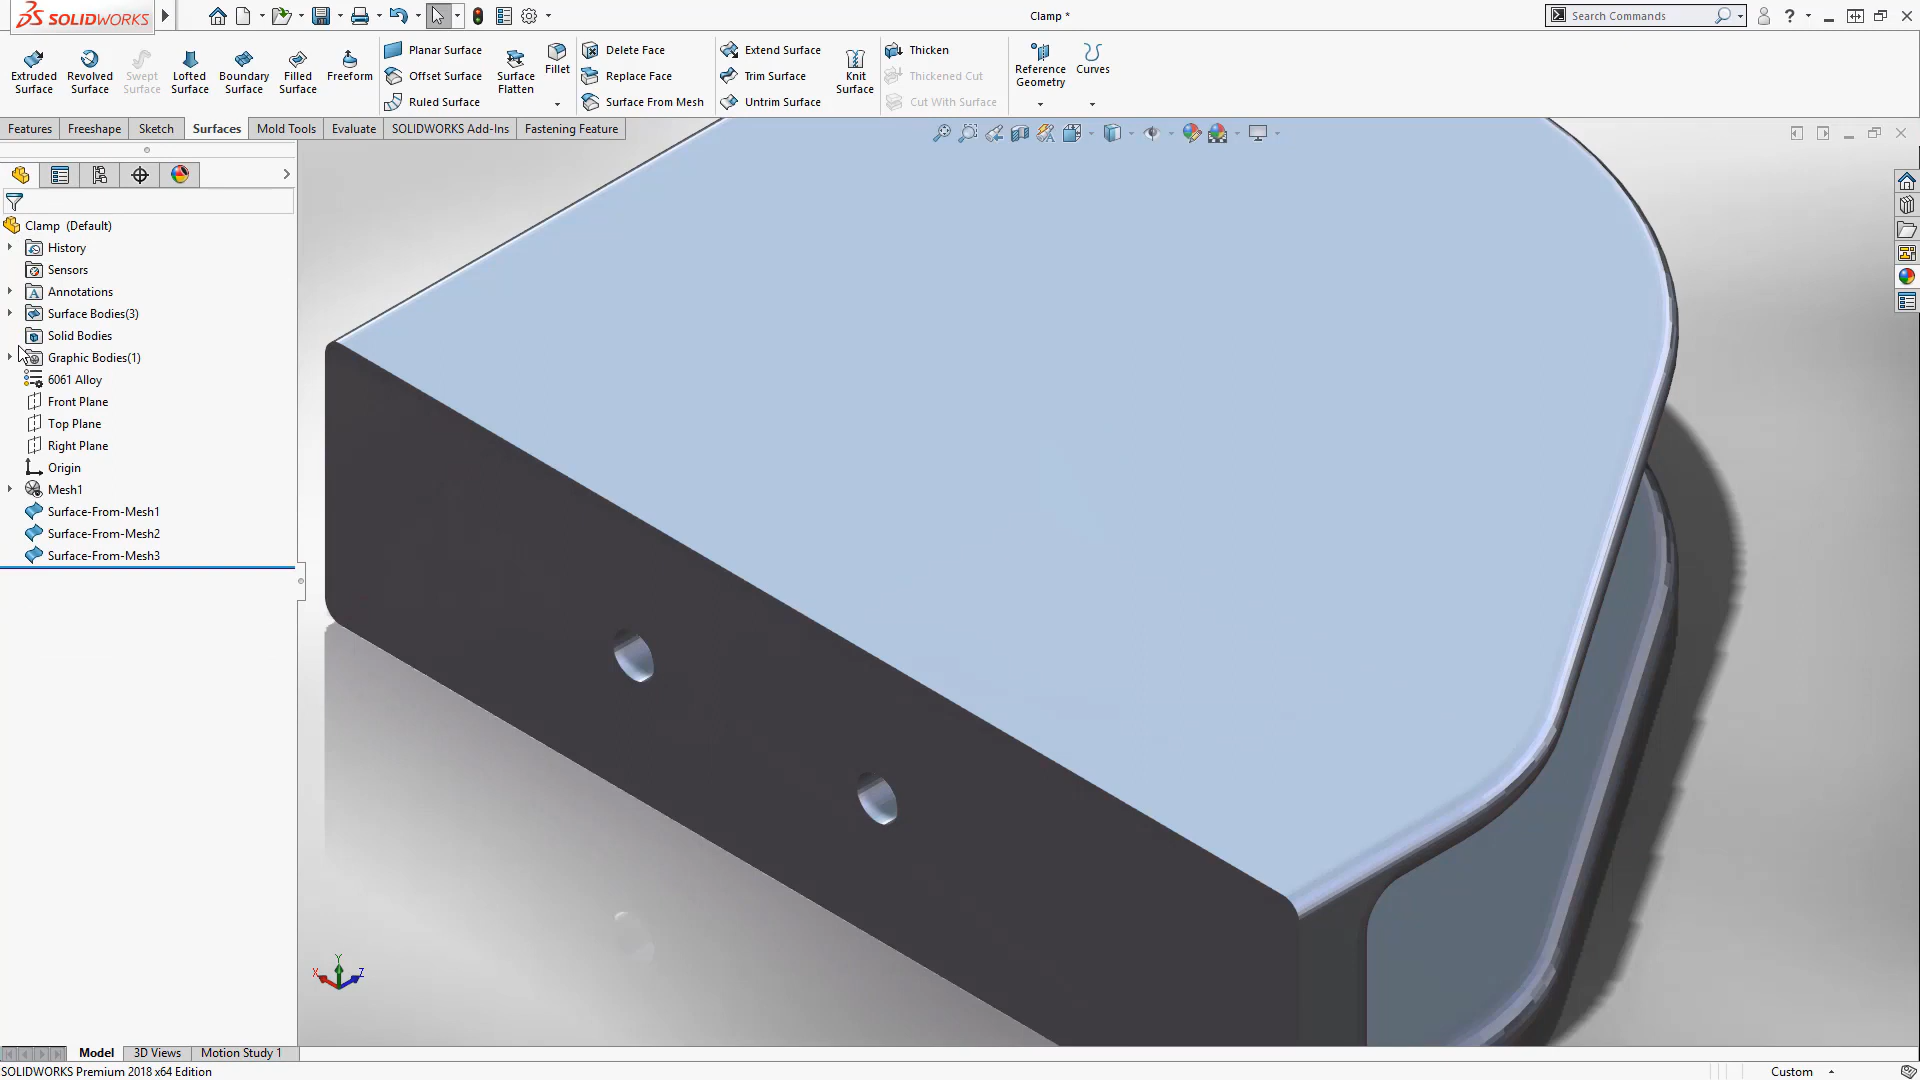 SOLIDWORKS
Clamp *
Search Commands
Extruded Surface
Revolved Surface
Swept Surface
Lofted Surface
Boundary Surface
Filled Surface
Freeform
Planar Surface
Offset Surface
Ruled Surface
Surface Flatten
Fillet
Delete Face
Replace Face
Surface From Mesh
Extend Surface
Trim Surface
Untrim Surface
Knit Surface
Thicken
Thickened Cut
Cut With Surface
Reference Geometry
Curves
Features
Freeshape
Sketch
Surfaces
Mold Tools
Evaluate
SOLIDWORKS Add-Ins
Fastening Feature
Clamp (Default)
History
Sensors
Annotations
Surface Bodies(3)
Solid Bodies
Graphic Bodies(1)
6061 Alloy
Front Plane
Top Plane
Right Plane
Origin
Mesh1
Surface-From-Mesh1
Surface-From-Mesh2
Surface-From-Mesh3
Y
X
Z
Model
3D Views
Motion Study 1
SOLIDWORKS Premium 2018 x64 Edition
Custom